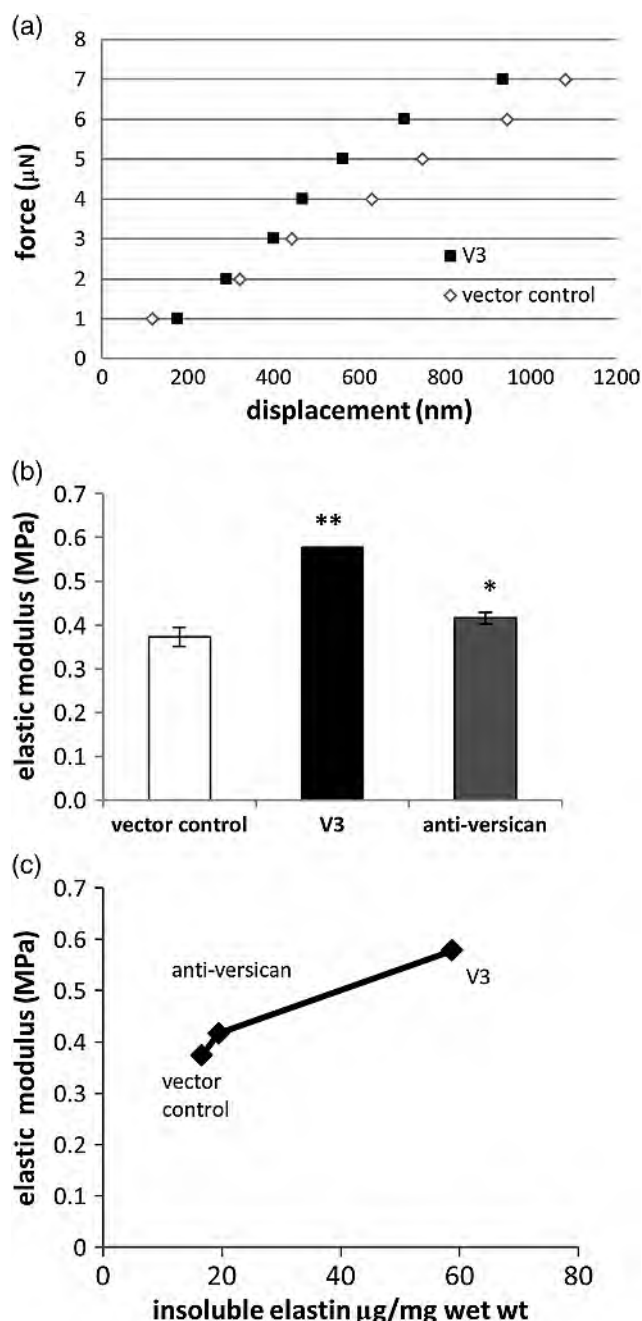 (a)
8
7
6
5
4
3
2
1
0
force (µN)
V3
vector control
0 200 400 600 800 1000 1200
displacement (nm)
(b)
0.7
0.6
0.5
0.4
0.3
0.2
0.1
0.0
elastic modulus (MPa)
**
*
vector control V3 anti-versican
(c)
0.7
0.6
0.5
0.4
0.3
0.2
0.1
0
elastic modulus (MPa)
anti-versican
V3
vector
control
0 20 40 60 80
insoluble elastin µg/mg wet wt